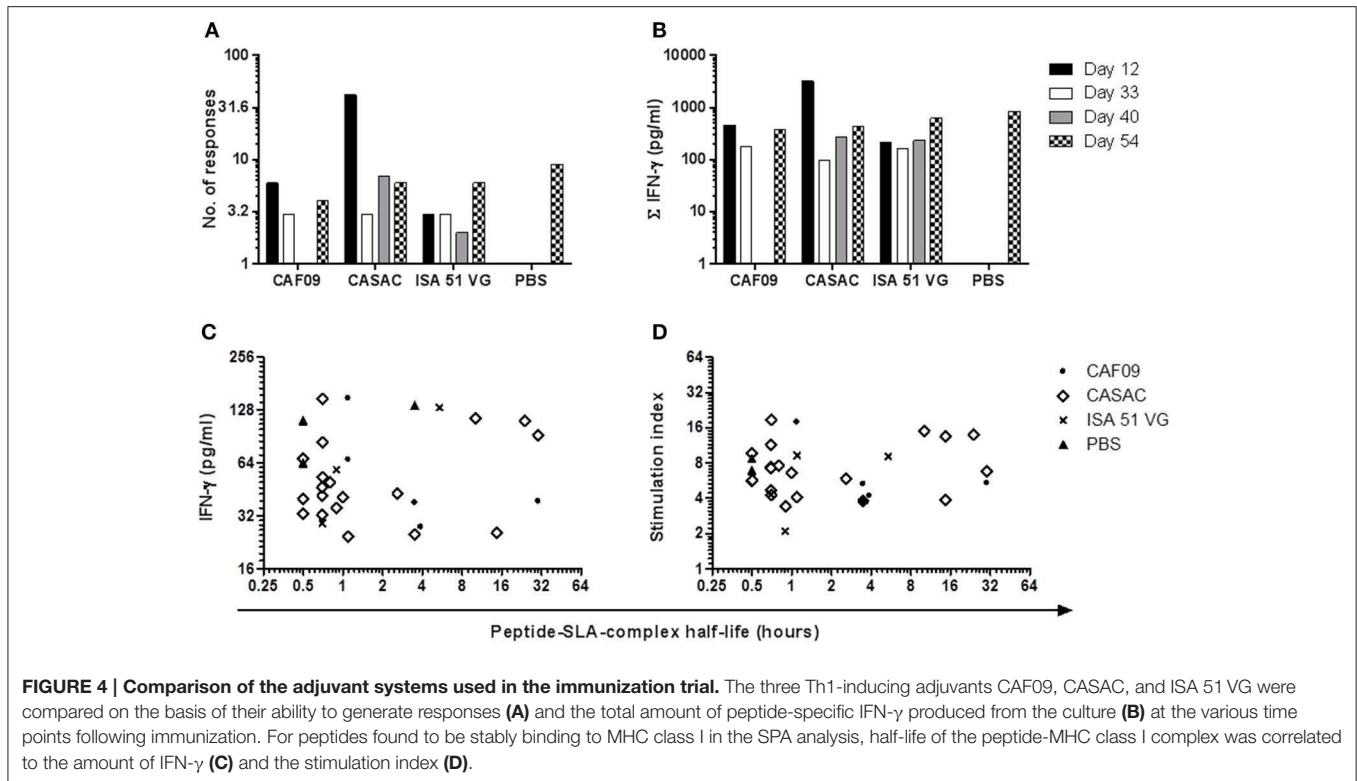 A
No. of responses
100
31.6
10
3.2
1
CAF09 CASAC ISA 51 VG PBS
B
Σ IFN-γ (pg/ml)
10000
1000
100
10
1
CAF09 CASAC ISA 51 VG PBS
Day 12
Day 33
Day 40
Day 54
C
IFN-γ (pg/ml)
256
128
64
32
16
0.25 0.5 1 2 4 8 16 32 64
D
Stimulation index
64
32
16
8
4
2
1
0.25 0.5 1 2 4 8 16 32 64
CAF09
CASAC
ISA 51 VG
PBS
Peptide-SLA-complex half-life (hours)
FIGURE 4 | Comparison of the adjuvant systems used in the immunization trial. The three Th1-inducing adjuvants CAF09, CASAC, and ISA 51 VG were
compared on the basis of their ability to generate responses (A) and the total amount of peptide-specific IFN-γ produced from the culture (B) at the various time
points following immunization. For peptides found to be stably binding to MHC class I in the SPA analysis, half-life of the peptide-MHC class I complex was correlated
to the amount of IFN-γ (C) and the stimulation index (D).